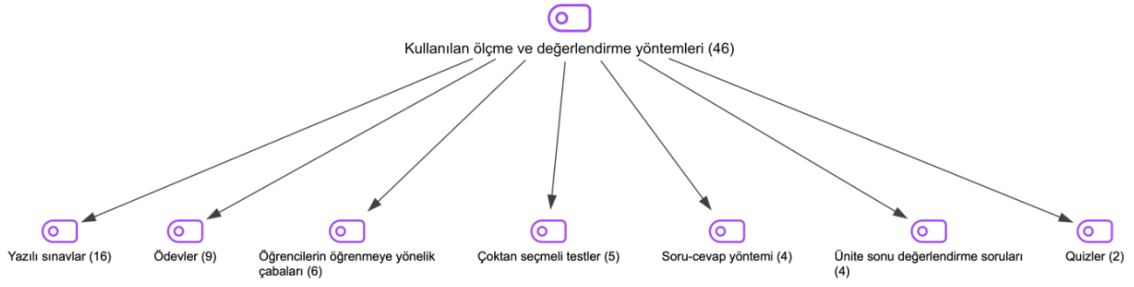 Kullanılan ölçme ve değerlendirme yöntemleri (46)
Yazılı sınavlar (16)
Ödevler (9)
Öğrencilerin öğrenmeye yönelik
çabaları (6)
Çoktan seçmeli testler (5)
Soru-cevap yöntemi (4)
Ünite sonu değerlendirme soruları
(4)
Quizler (2)